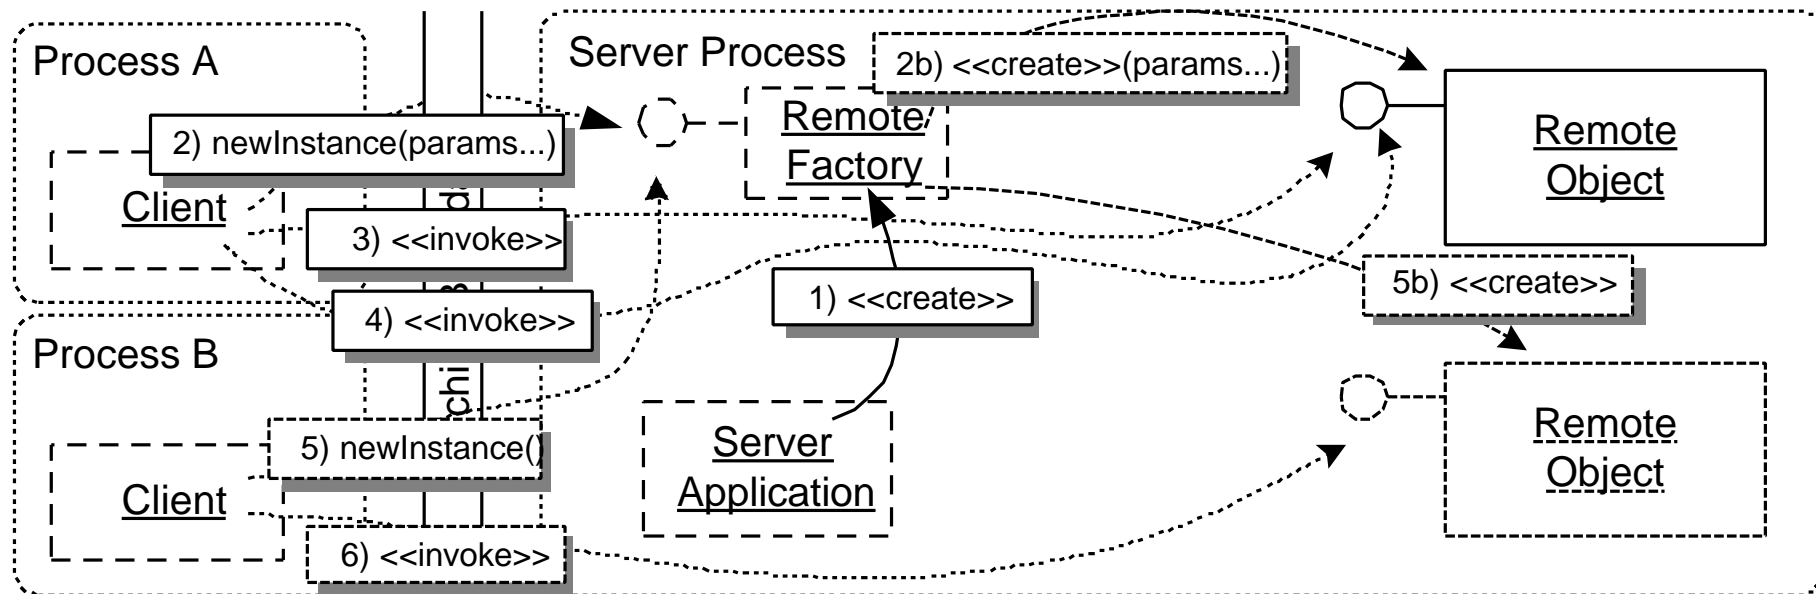 Process A
Server Process
2b) <<create>>(params...)
2) newInstance(params...)
Remote
Factory
Remote
Object
Client
3) <<invoke>>
1) <<create>>
5b) <<create>>
4) <<invoke>>
Process B
5) newInstance()
Server
Application
Remote
Object
Client
6) <<invoke>>